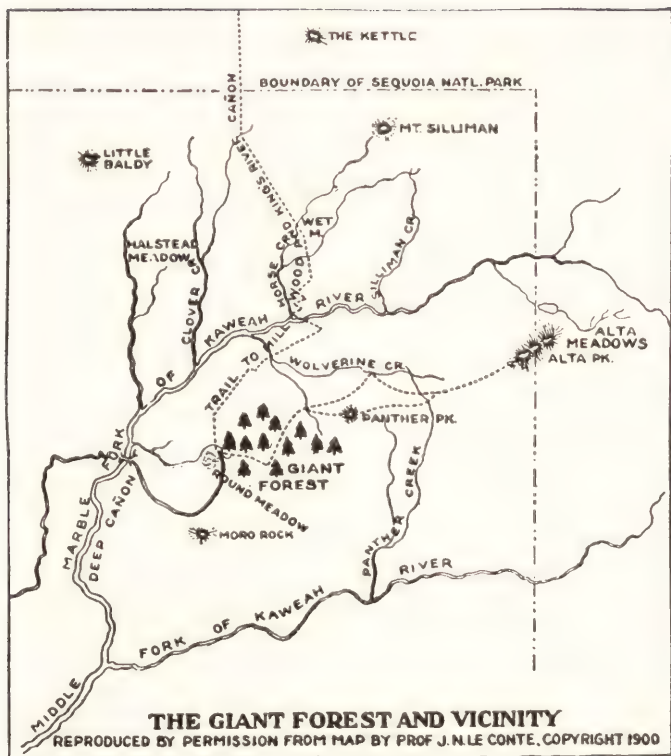 THE KETTLE
BOUNDARY OF SEQUOIA NATL. PARK
CAÑON
KINGS RIVER
MT. SILLIMAN
LITTLE
BALDY
WET
M.
HALSTEAD
MEADOW
CLOVER CR.
HORSE CR.
SILLIMAN CR.
MARBLE FORK OF KAWEAH RIVER
TRAIL TO MILLWOOD
ALTA
MEADOWS
ALTA PK.
WOLVERINE CR.
PANTHER PK.
GIANT
FOREST
ROUND MEADOW
MORO ROCK
DEEP CAÑON
PANTHER CREEK
MIDDLE FORK OF KAWEAH RIVER
THE GIANT FOREST AND VICINITY
REPRODUCED BY PERMISSION FROM MAP BY PROF J.N. LE CONTE, COPYRIGHT 1900